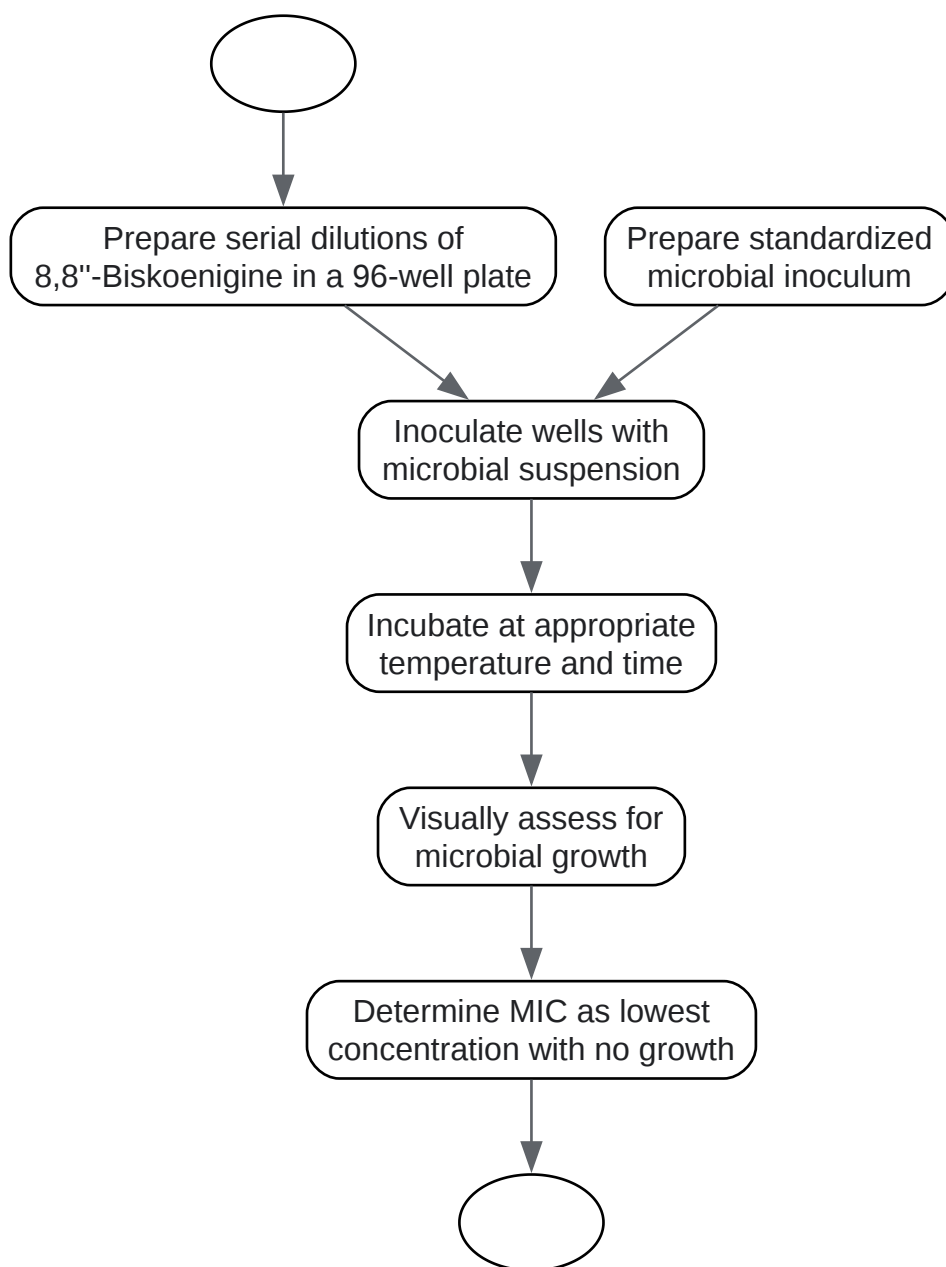 Prepare serial dilutions of
8,8''-Biskoenigine in a 96-well plate
Prepare standardized
microbial inoculum
Inoculate wells with
microbial suspension
Incubate at appropriate
temperature and time
Visually assess for
microbial growth
Determine MIC as lowest
concentration with no growth